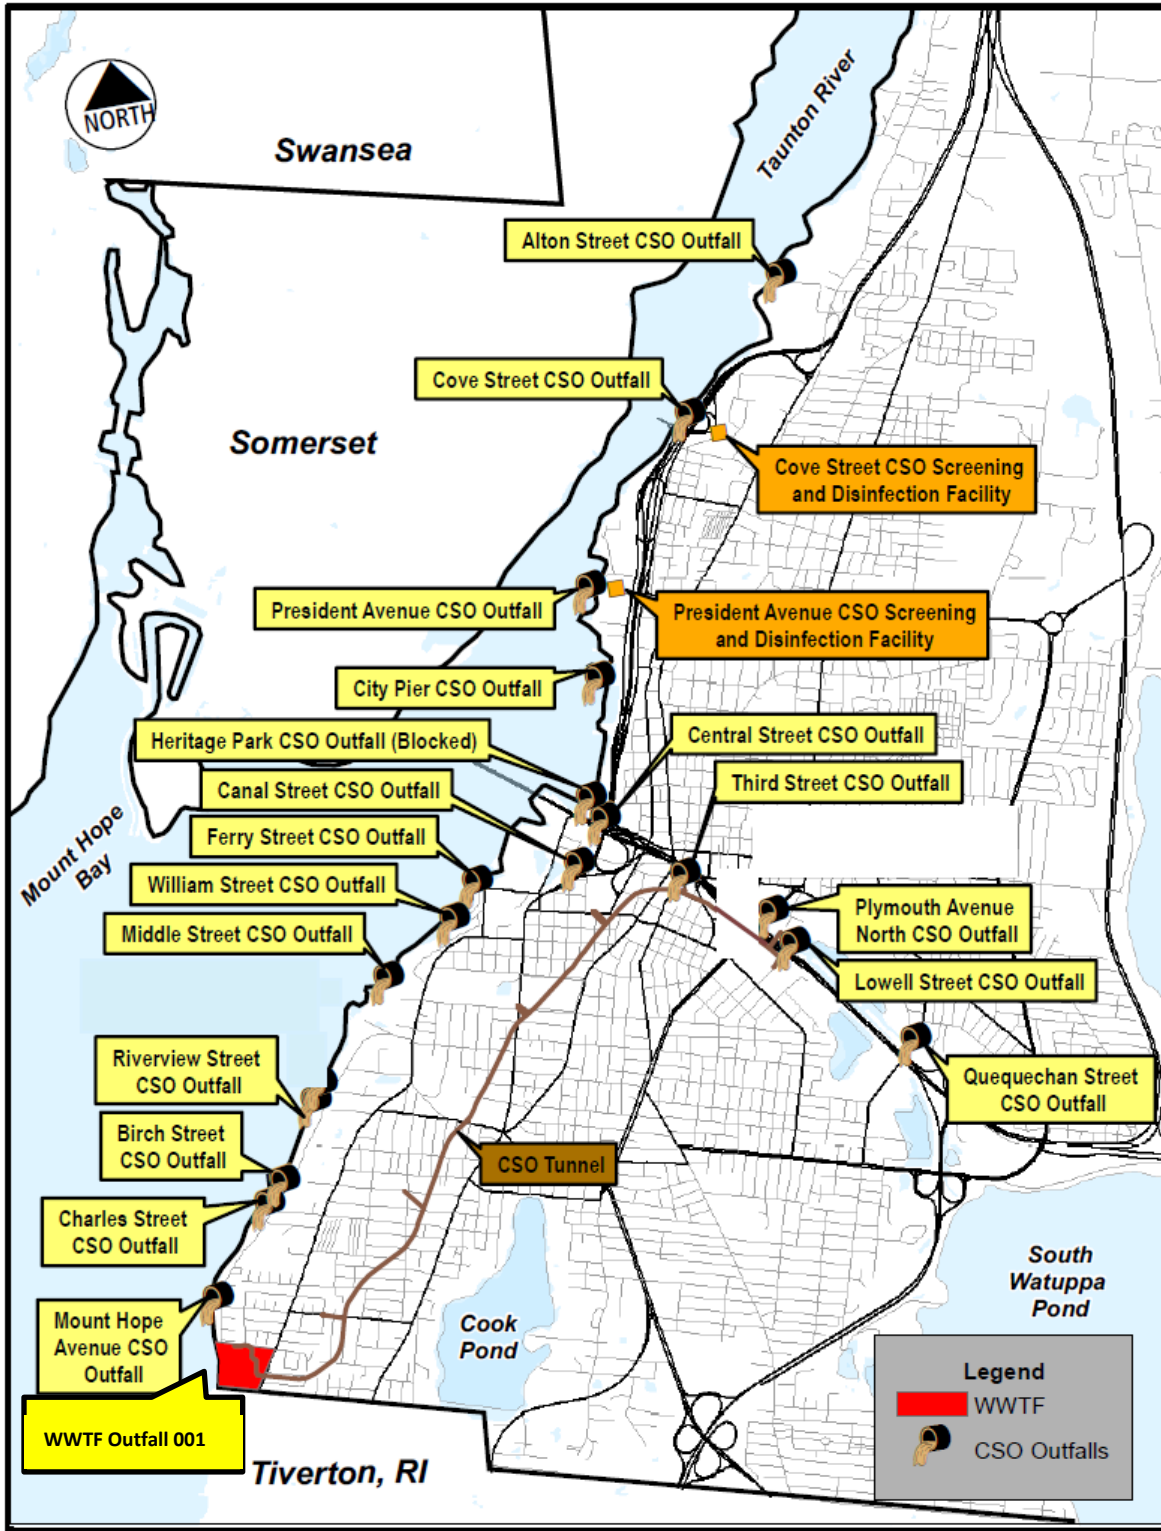 NORTH
Swansea
Taunton River
Alton Street CSO Outfall
Cove Street CSO Outfall
Somerset
Cove Street CSO Screening
and Disinfection Facility
President Avenue CSO Outfall
President Avenue CSO Screening
and Disinfection Facility
City Pier CSO Outfall
Heritage Park CSO Outfall (Blocked)
Central Street CSO Outfall
Canal Street CSO Outfall
Third Street CSO Outfall
Ferry Street CSO Outfall
Mount Hope
Bay
William Street CSO Outfall
Middle Street CSO Outfall
Plymouth Avenue
North CSO Outfall
Lowell Street CSO Outfall
Riverview Street
CSO Outfall
Quequechan Street
CSO Outfall
Birch Street
CSO Outfall
CSO Tunnel
Charles Street
CSO Outfall
South
Watuppa
Pond
Mount Hope
Avenue CSO
Outfall
Cook
Pond
WWTF Outfall 001
Tiverton, RI
Legend
WWTF
CSO Outfalls